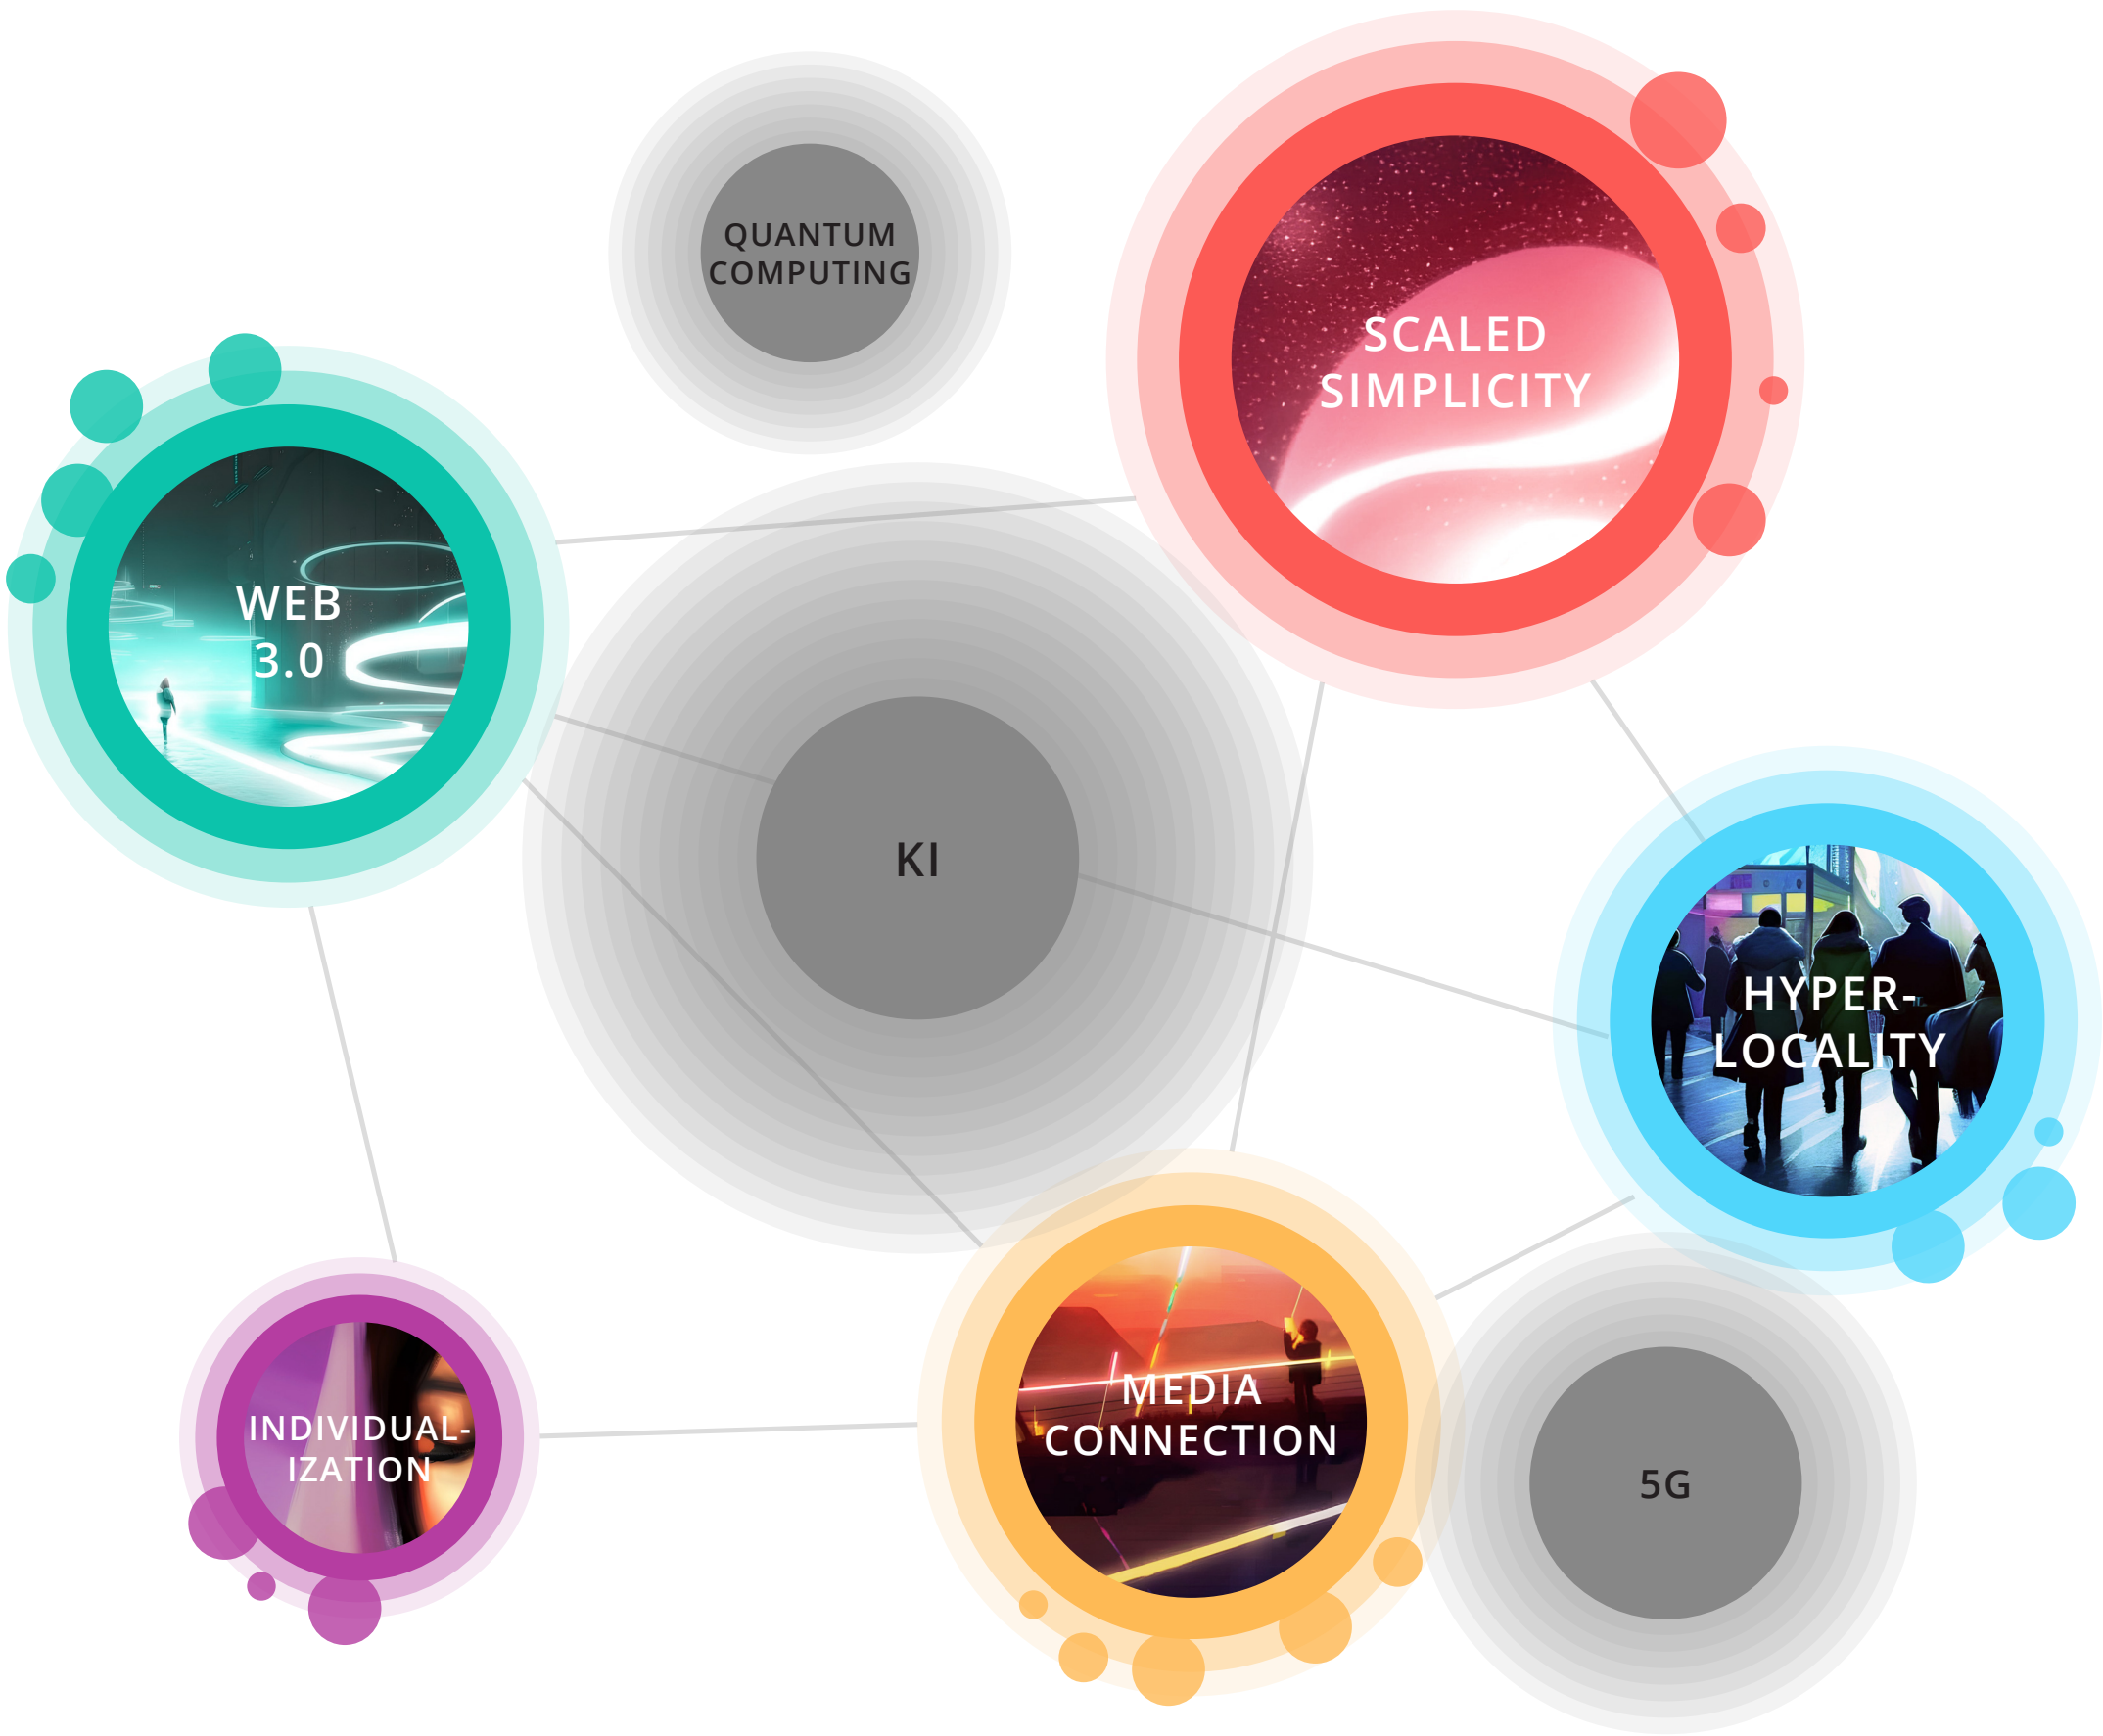 QUANTUM
COMPUTING
SCALED
SIMPLICITY
WEB
3.0
KI
HYPER-
LOCALITY
MEDIA
CONNECTION
INDIVIDUAL-
IZATION
5G